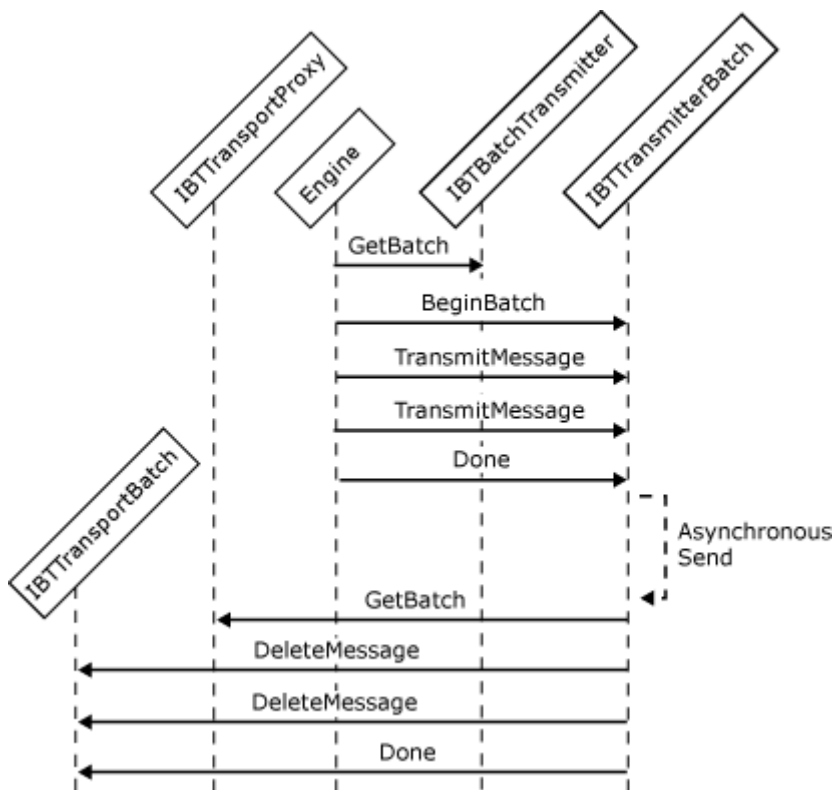 IBTTransportProxy
Engine
IBTBatchTransmitter
IBTTransmitterBatch
GetBatch
BeginBatch
TransmitMessage
TransmitMessage
Done
IBTTransportBatch
Asynchronous
Send
GetBatch
DeleteMessage
DeleteMessage
Done